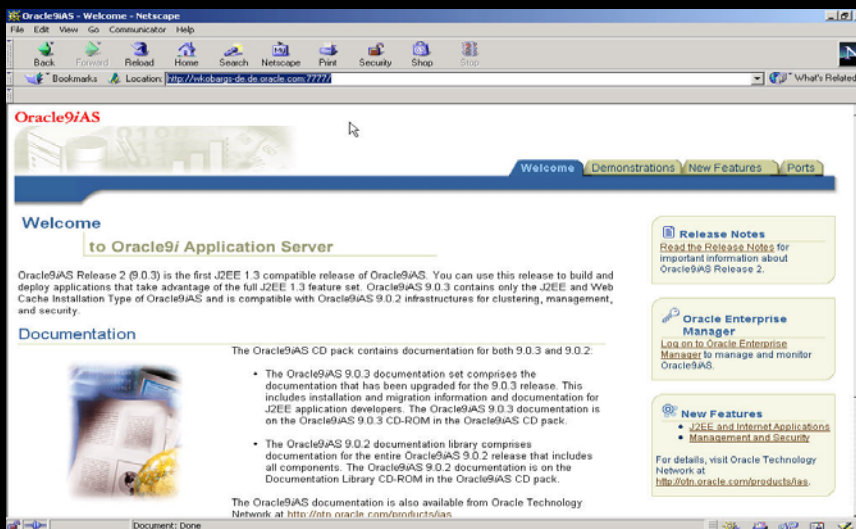 Oracle9iAS - Welcome - Netscape
File Edit View Go Communicator Help
Back Forward Reload Home Search Netscape Print Security Shop Stop
Bookmarks Location: http://wkobargs-de.de.oracle.com:7777/ What's Related
Oracle9iAS
Welcome Demonstrations New Features Ports
Welcome
to Oracle9i Application Server
Oracle9iAS Release 2 (9.0.3) is the first J2EE 1.3 compatible release of Oracle9iAS. You can use this release to build and
deploy applications that take advantage of the full J2EE 1.3 feature set. Oracle9iAS 9.0.3 contains only the J2EE and Web
Cache Installation Type of Oracle9iAS and is compatible with Oracle9iAS 9.0.2 infrastructures for clustering, management,
and security.
Documentation
The Oracle9iAS CD pack contains documentation for both 9.0.3 and 9.0.2:
• The Oracle9iAS 9.0.3 documentation set comprises the
documentation that has been upgraded for the 9.0.3 release. This
includes installation and migration information and documentation for
J2EE application developers. The Oracle9iAS 9.0.3 documentation is
on the Oracle9iAS 9.0.3 CD-ROM in the Oracle9iAS CD pack.
• The Oracle9iAS 9.0.2 documentation library comprises
documentation for the entire Oracle9iAS 9.0.2 release that includes
all components. The Oracle9iAS 9.0.2 documentation is on the
Documentation Library CD-ROM in the Oracle9iAS CD pack.
The Oracle9iAS documentation is also available from Oracle Technology
Network at http://otn.oracle.com/products/ias
Release Notes
Read the Release Notes for
important information about
Oracle9iAS Release 2.
Oracle Enterprise
Manager
Log on to Oracle Enterprise
Manager to manage and monitor
Oracle9iAS.
New Features
• J2EE and Internet Applications
• Management and Security
For details, visit Oracle Technology
Network at
http://otn.oracle.com/products/ias.
Document: Done